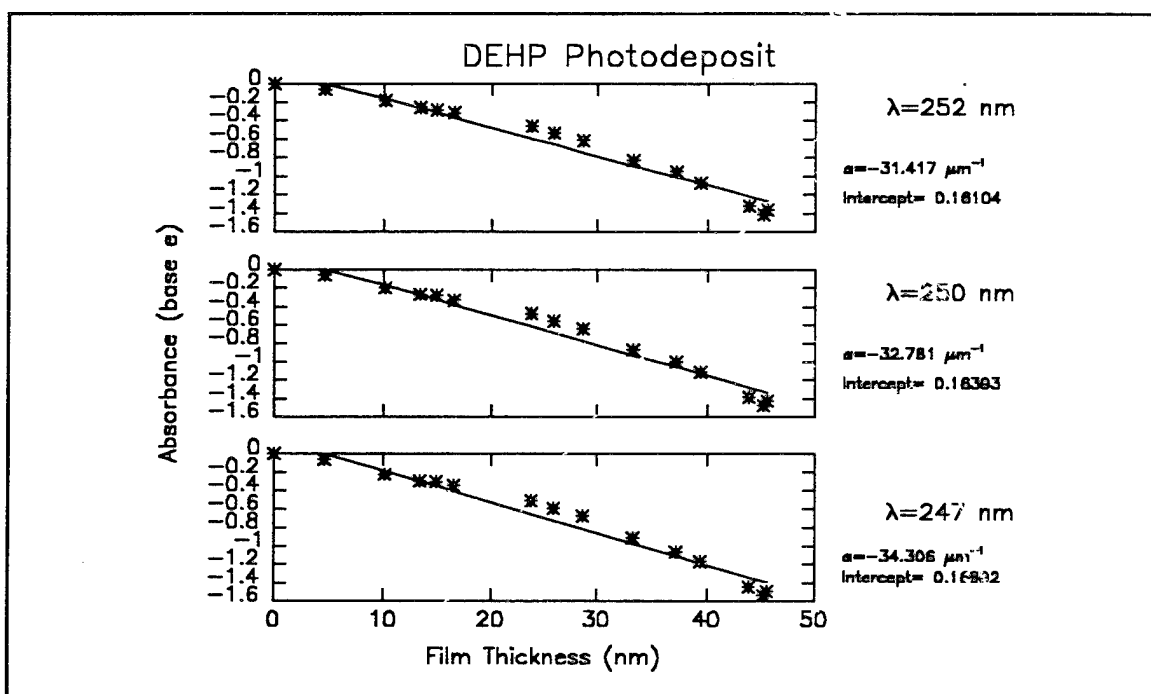 DEHP Photodeposit
0
-0.2
-0.4
-0.6
-0.8
-1
-1.2
-1.4
-1.6
λ=252 nm
α=-31.417 μm⁻¹
Intercept= 0.16104
0
-0.2
-0.4
-0.6
-0.8
-1
-1.2
-1.4
-1.6
λ=250 nm
α=-32.781 μm⁻¹
Intercept=
0
-0.2
-0.4
-0.6
-0.8
-1
-1.2
-1.4
-1.6
λ=247 nm
α=-34.306 μm⁻¹
Intercept=
Absorbance (base e)
0 10 20 30 40 50
Film Thickness (nm)